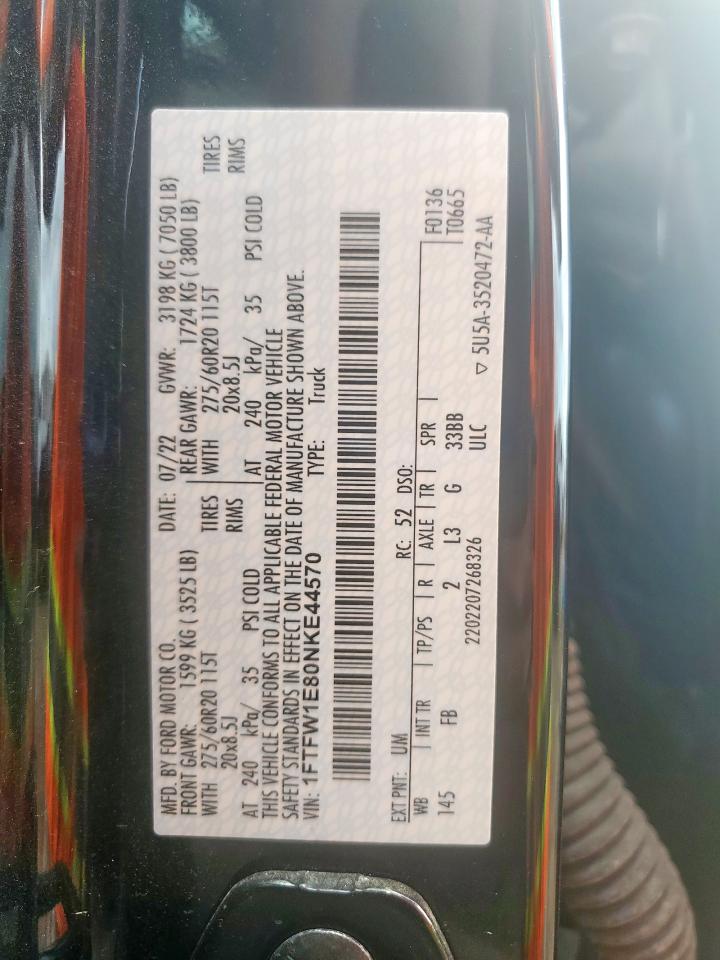 MFD. BY FORD MOTOR CO. DATE: 07/22 GVWR: 3198 KG ( 7050 LB)
FRONT GAWR: 1599 KG ( 3525 LB) REAR GAWR: 1724 KG ( 3800 LB)
WITH 275/60R20 115T TIRES WITH 275/60R20 115T TIRES
20x8.5J RIMS 20x8.5J RIMS
AT 240 kPa/ 35 PSI COLD AT 240 kPa/ 35 PSI COLD
THIS VEHICLE CONFORMS TO ALL APPLICABLE FEDERAL MOTOR VEHICLE
SAFETY STANDARDS IN EFFECT ON THE DATE OF MANUFACTURE SHOWN ABOVE.
VIN: 1FTFW1E80NKE44570 TYPE: Truck
EXT PNT: UM RC: 52 DSO: F0136
WB INT TR TP/PS R AXLE TR SPR T0665
145 FB 2 L3 G 33BB
2202207268326 ULC
▽ 5U5A-3520472-AA